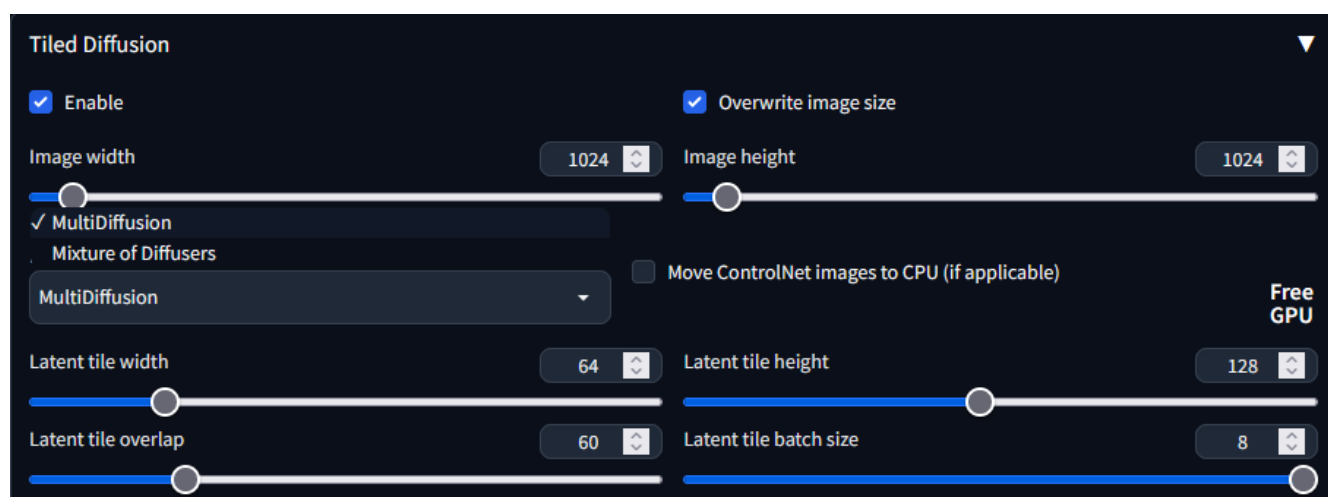 Tiled Diffusion
Enable
Overwrite image size
Image width
1024
Image height
1024
✓ MultiDiffusion
Mixture of Diffusers
MultiDiffusion
Move ControlNet images to CPU (if applicable)
Free
GPU
Latent tile width
64
Latent tile height
128
Latent tile overlap
60
Latent tile batch size
8